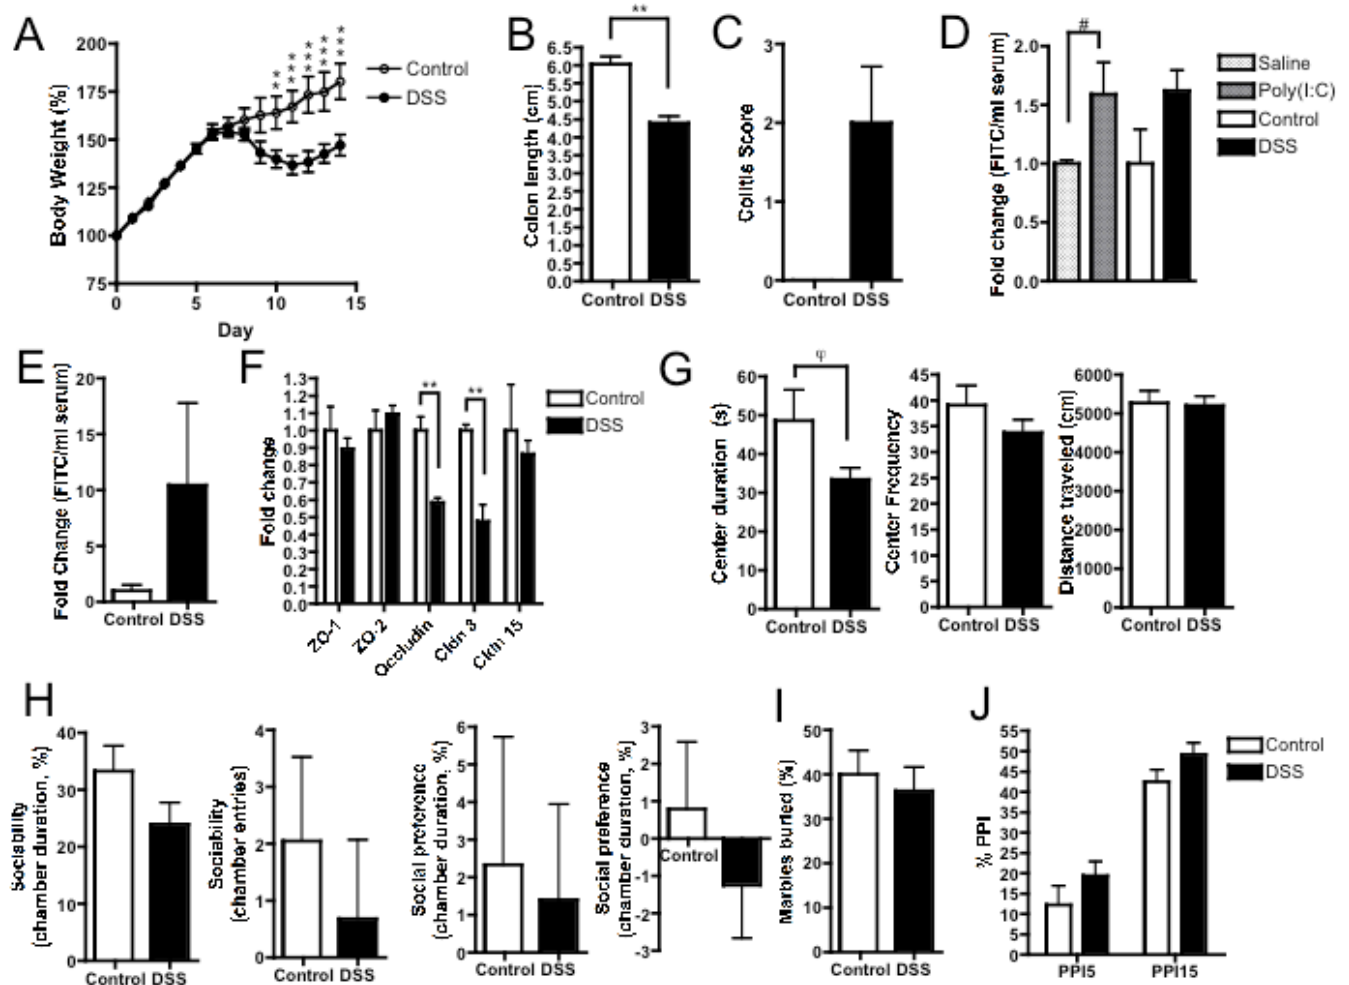 A
Body Weight (%)
200
175
150
125
100
75
** *** *** *** ***
Control
DSS
0 5 10 15
Day
B
Colon length (cm)
6.5
6.0
5.5
5.0
4.5
4.0
3.5
3.0
2.5
2.0
1.5
1.0
0.5
0.0
**
Control DSS
C
Colitis Score
3
2
1
0
Control DSS
D
Fold change (FITC/ml serum)
2.0
1.5
1.0
0.5
0.0
#
Saline
Poly(I:C)
Control
DSS
E
Fold Change (FITC/ml serum)
20
15
10
5
0
Control DSS
F
Fold change
1.3
1.2
1.1
1.0
0.9
0.8
0.7
0.6
0.5
0.4
0.3
0.2
0.1
0.0
** **
Control
DSS
ZO-1 ZO-2 Occludin Cldn 8 Cldn 15
G
Center duration (s)
60
50
40
30
20
10
0
φ
Control DSS
Center Frequency
45
40
35
30
25
20
15
10
5
0
Control DSS
Distance traveled (cm)
6000
5000
4000
3000
2000
1000
0
Control DSS
H
Sociability
(chamber duration, %)
40
30
20
10
0
Control DSS
Sociability
(chamber entries)
4
3
2
1
0
Control DSS
Social preference
(chamber duration, %)
6
5
4
3
2
1
0
Control DSS
Social preference
(chamber duration, %)
3
2
1
0
-1
-2
-3
Control
I
Marbles buried (%)
50
40
30
20
10
0
Control DSS
J
% PPI
55
50
45
40
35
30
25
20
15
10
5
0
Control
DSS
PPI5 PPI15